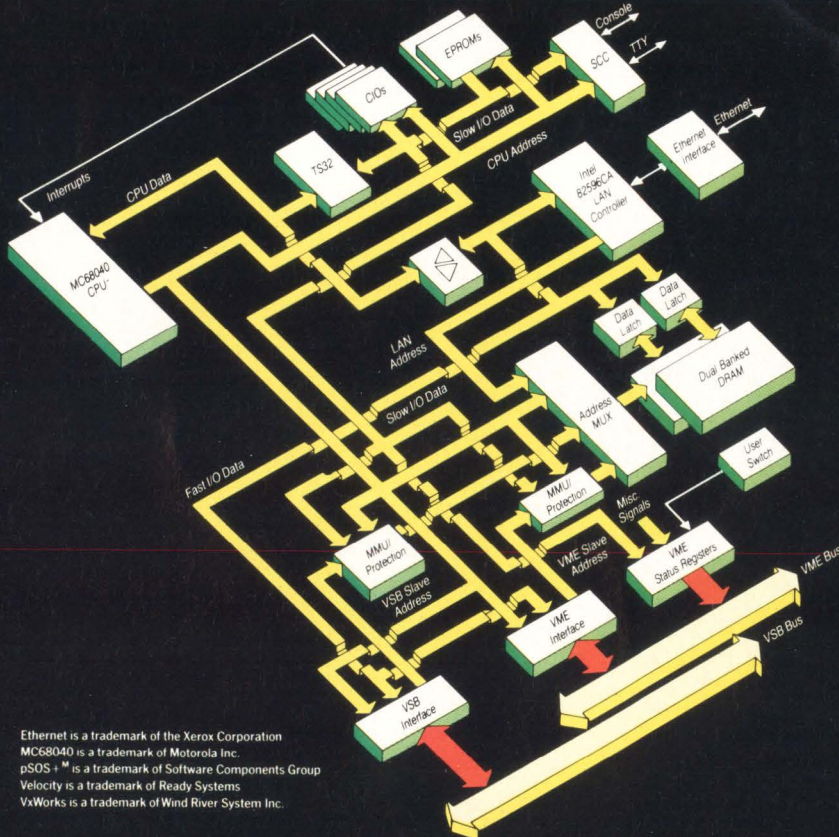 Console
TTY
EPROMs
SCC
CIOs
Slow I/O Data
CPU Address
Ethernet
Ethernet
Interface
TS32
Interrupts
CPU Data
Intel
82596CA
LAN
Controller
MC68040
CPU
Data
Latch
Data
Latch
LAN
Address
Dual Banked
DRAM
Slow I/O Data
Address
MUX
User
Switch
Fast I/O Data
MMU/
Protection
Misc.
Signals
MMU/
Protection
VME Slave
Address
VME
Status Registers
VME Bus
VSB Slave
Address
VSB Bus
VME
Interface
VSB
Interface
Ethernet is a trademark of the Xerox Corporation
MC68040 is a trademark of Motorola Inc.
pSOS+ᴹ is a trademark of Software Components Group
Velocity is a trademark of Ready Systems
VxWorks is a trademark of Wind River System Inc.